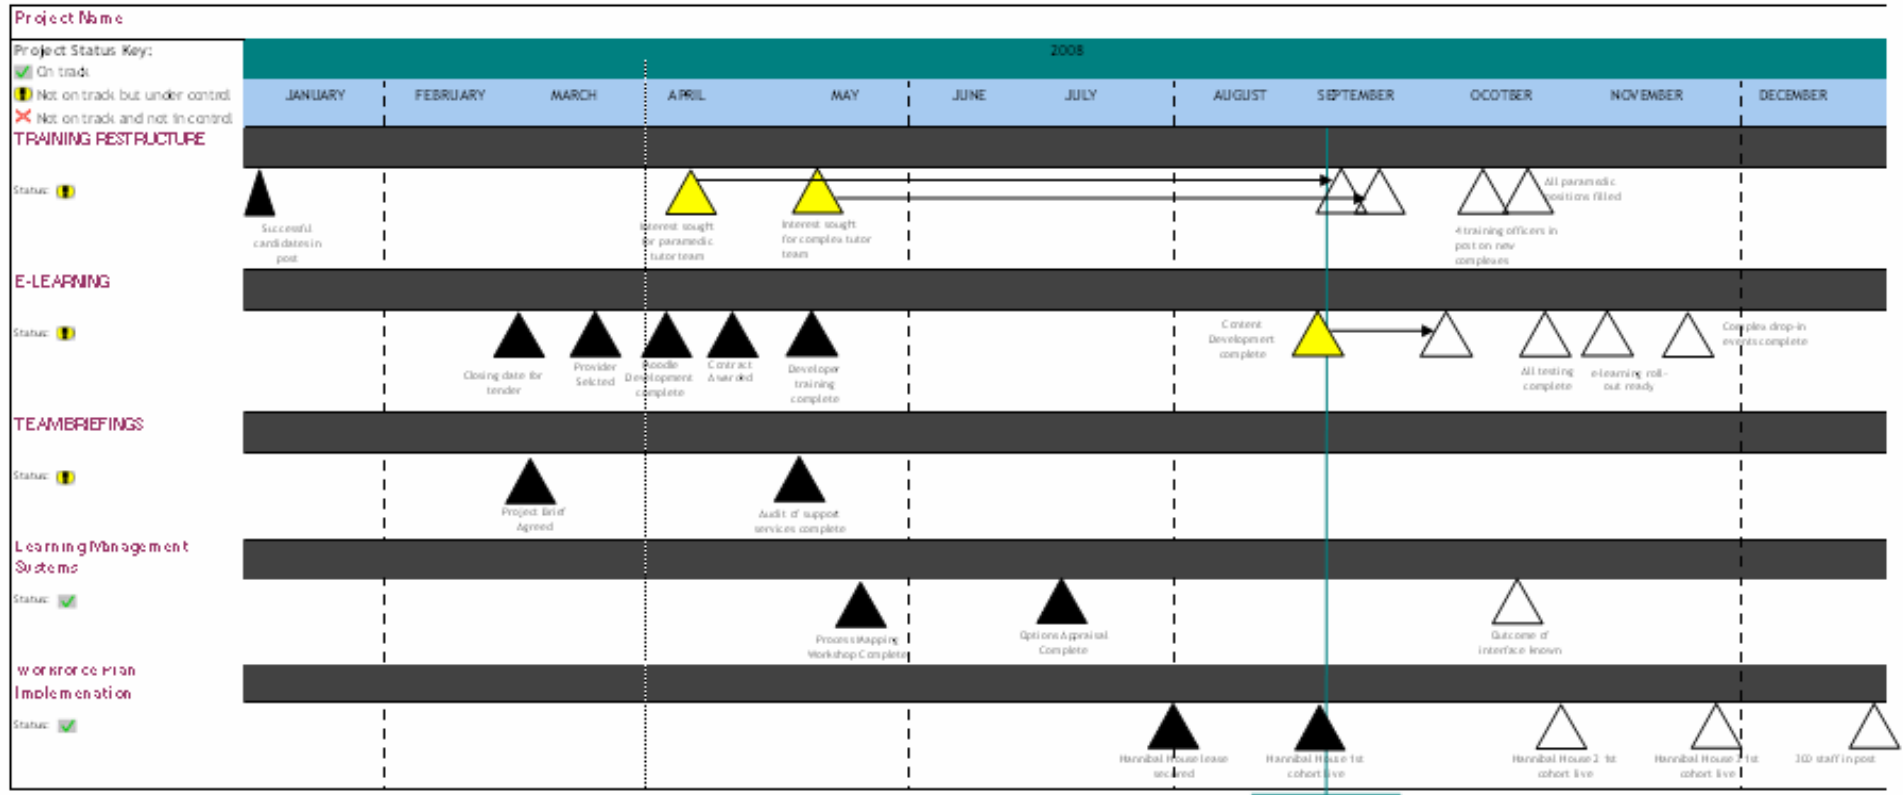 Project Name
Project Status Key:
On track
Not on track but under control
Not on track and not in control
2008
JANUARY
FEBRUARY
MARCH
APRIL
MAY
JUNE
JULY
AUGUST
SEPTEMBER
OCOTBER
NOVEMBER
DECEMBER
TRAINING RESTRUCTURE
Status:
Successful
candidates in
post
Interest sought
for paramedic
tutor team
Interest sought
for complex tutor
team
All paramedic
positions filled
4 training officers in
post on new
complexes
E-LEARNING
Status:
Closing date for
tender
Provider
Selcted
Moodle
Development
complete
Contract
Awarded
Developer
training
complete
Content
Development
complete
All testing
complete
e-learning roll-
out ready
Complex drop-in
events complete
TEAM BRIEFINGS
Status:
Project Brief
Agreed
Audit of support
services complete
Learning Management
Systems
Status:
Process Mapping
Workshop Complete
Options Appraisal
Complete
Outcome of
interface known
Workforce Plan
Implemenation
Status:
Hannibal House lease
secured
Hannibal House 1st
cohort live
Hannibal House 2 1st
cohort live
Hannibal House 1st
cohort live
300 staff in post